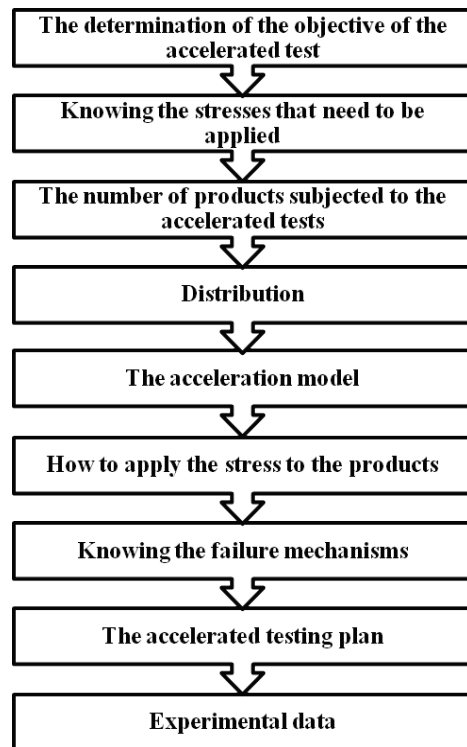 The determination of the objective of the
accelerated test
Knowing the stresses that need to be
applied
The number of products subjected to the
accelerated tests
Distribution
The acceleration model
How to apply the stress to the products
Knowing the failure mechanisms
The accelerated testing plan
Experimental data